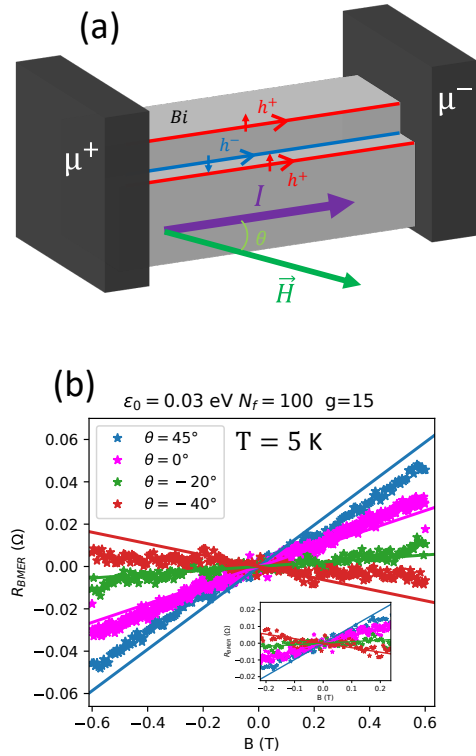 (a)
Bi
h⁺
μ⁺
μ⁻
h⁻
h⁺
I
θ
H⃗
(b)
ε₀ = 0.03 eV N_f = 100 g=15
T = 5 K
θ = 45°
θ = 0°
θ = −20°
θ = −40°
R_BMER (Ω)
0.06
0.04
0.02
0.00
−0.02
−0.04
−0.06
R_BMER (Ω)
0.02
0.01
0.00
−0.01
−0.02
−0.2 −0.1 0.0 0.1 0.2
B (T)
−0.6 −0.4 −0.2 0.0 0.2 0.4 0.6
B (T)